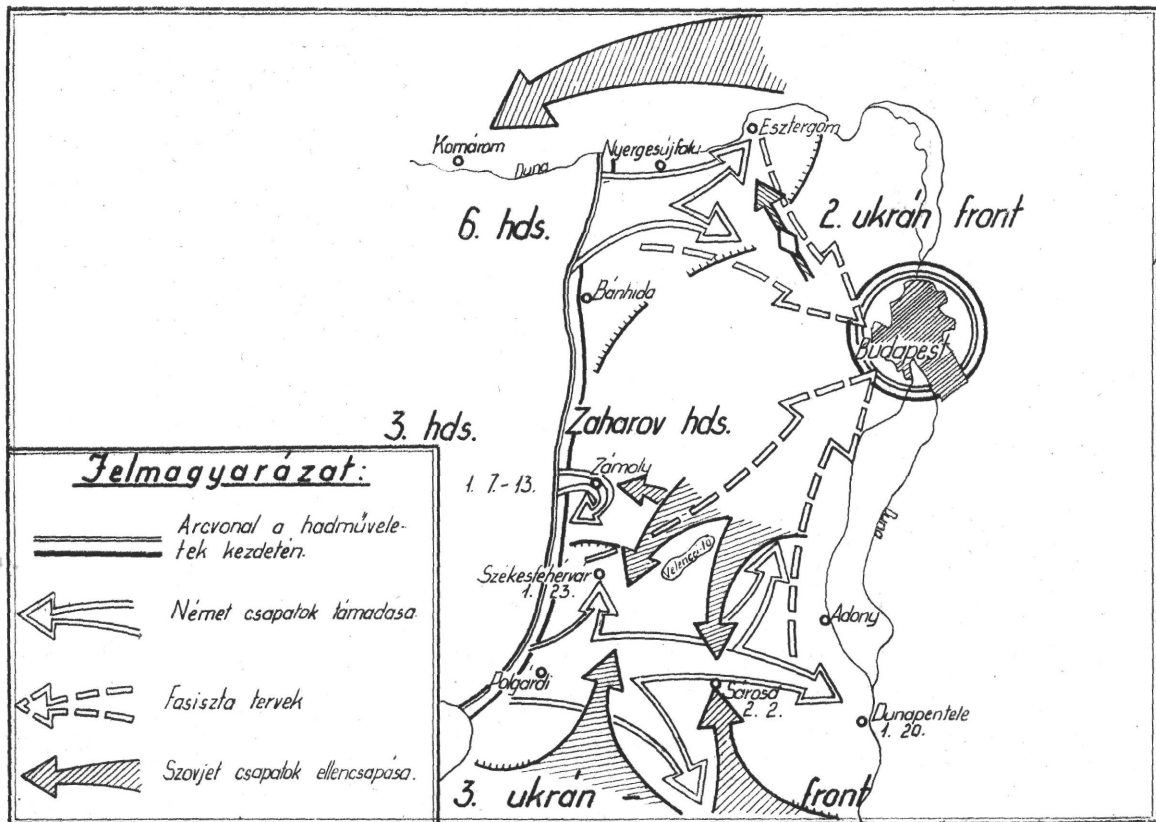 Esztergom
Komárom
Duna
Nyergesújfalu
6. hds.
2. ukrán front
Bánhida
Budapest
3. hds.
Zaharov hds.
Zámoly
1. 7.-13.
Duna
Velencei-tó
Székesfehérvár
1. 23.
Adony
Polgárdi
Sárosd
2. 2.
Dunapentele
1. 20.
3. ukrán - front
Jelmagyarázat:
Arcvonal a hadművele-
tek kezdetén.
Német csapatok támadása.
Fasiszta tervek
Szovjet csapatok ellencsapása.